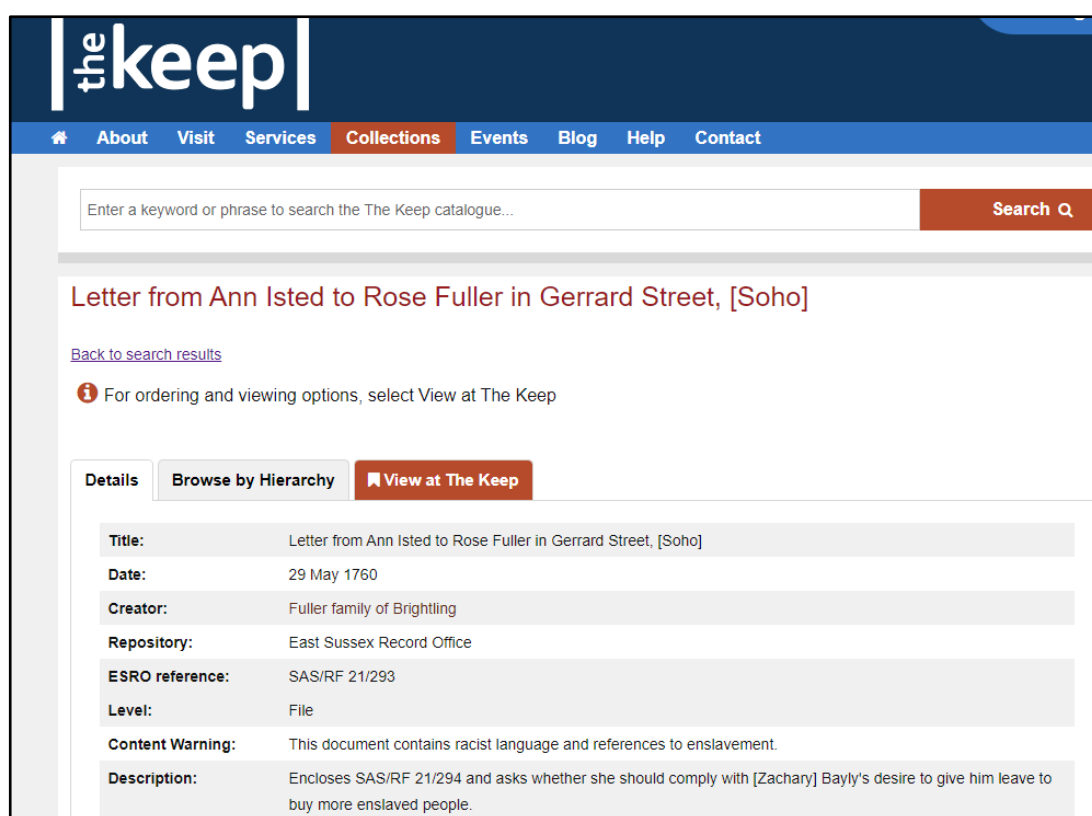 the keep
About Visit Services Collections Events Blog Help Contact
Enter a keyword or phrase to search the The Keep catalogue...
Search
Letter from Ann Isted to Rose Fuller in Gerrard Street, [Soho]
Back to search results
For ordering and viewing options, select View at The Keep
Details Browse by Hierarchy View at The Keep
Title: Letter from Ann Isted to Rose Fuller in Gerrard Street, [Soho]
Date: 29 May 1760
Creator: Fuller family of Brightling
Repository: East Sussex Record Office
ESRO reference: SAS/RF 21/293
Level: File
Content Warning: This document contains racist language and references to enslavement.
Description: Encloses SAS/RF 21/294 and asks whether she should comply with [Zachary] Bayly's desire to give him leave to
buy more enslaved people.